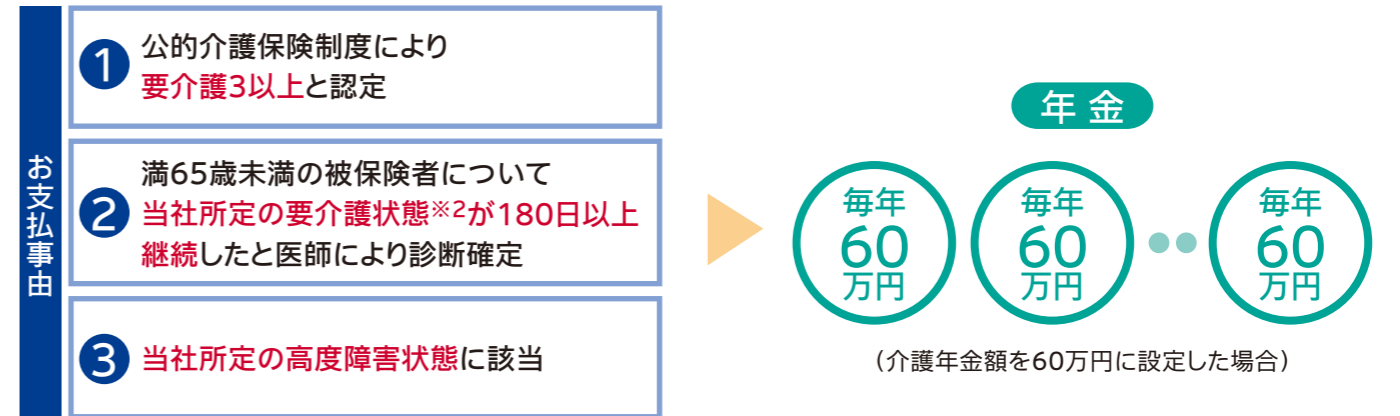 お支払事由
1
公的介護保険制度により
要介護3以上と認定
2
満65歳未満の被保険者について
当社所定の要介護状態※2が180日以上
継続したと医師により診断確定
3
当社所定の高度障害状態に該当
年金
毎年
60
万円
毎年
60
万円
毎年
60
万円
（介護年金額を60万円に設定した場合）